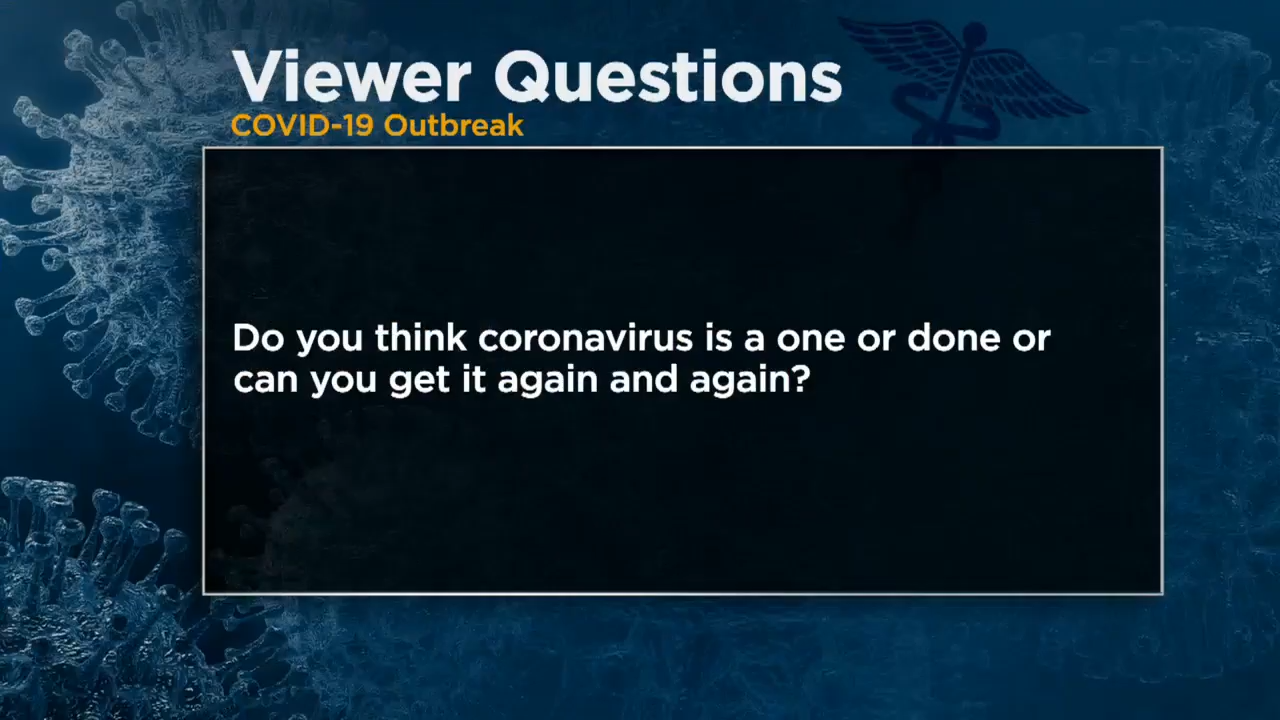 Viewer Questions
COVID-19 Outbreak
Do you think coronavirus is a one or done or
can you get it again and again?